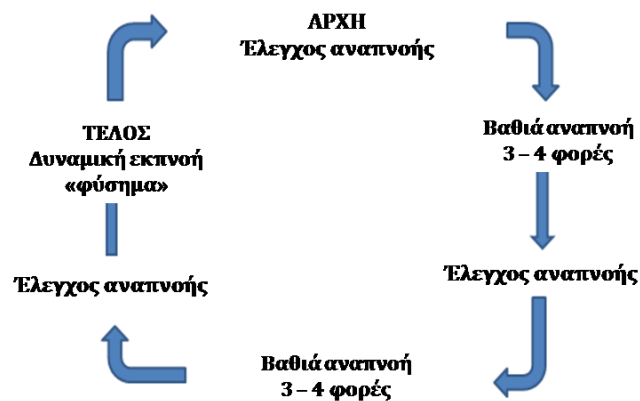 ΑΡΧΗ
Έλεγχος αναπνοής
Βαθιά αναπνοή
3 – 4 φορές
Έλεγχος αναπνοής
Βαθιά αναπνοή
3 – 4 φορές
Έλεγχος αναπνοής
ΤΕΛΟΣ
Δυναμική εκπνοή
«φύσημα»